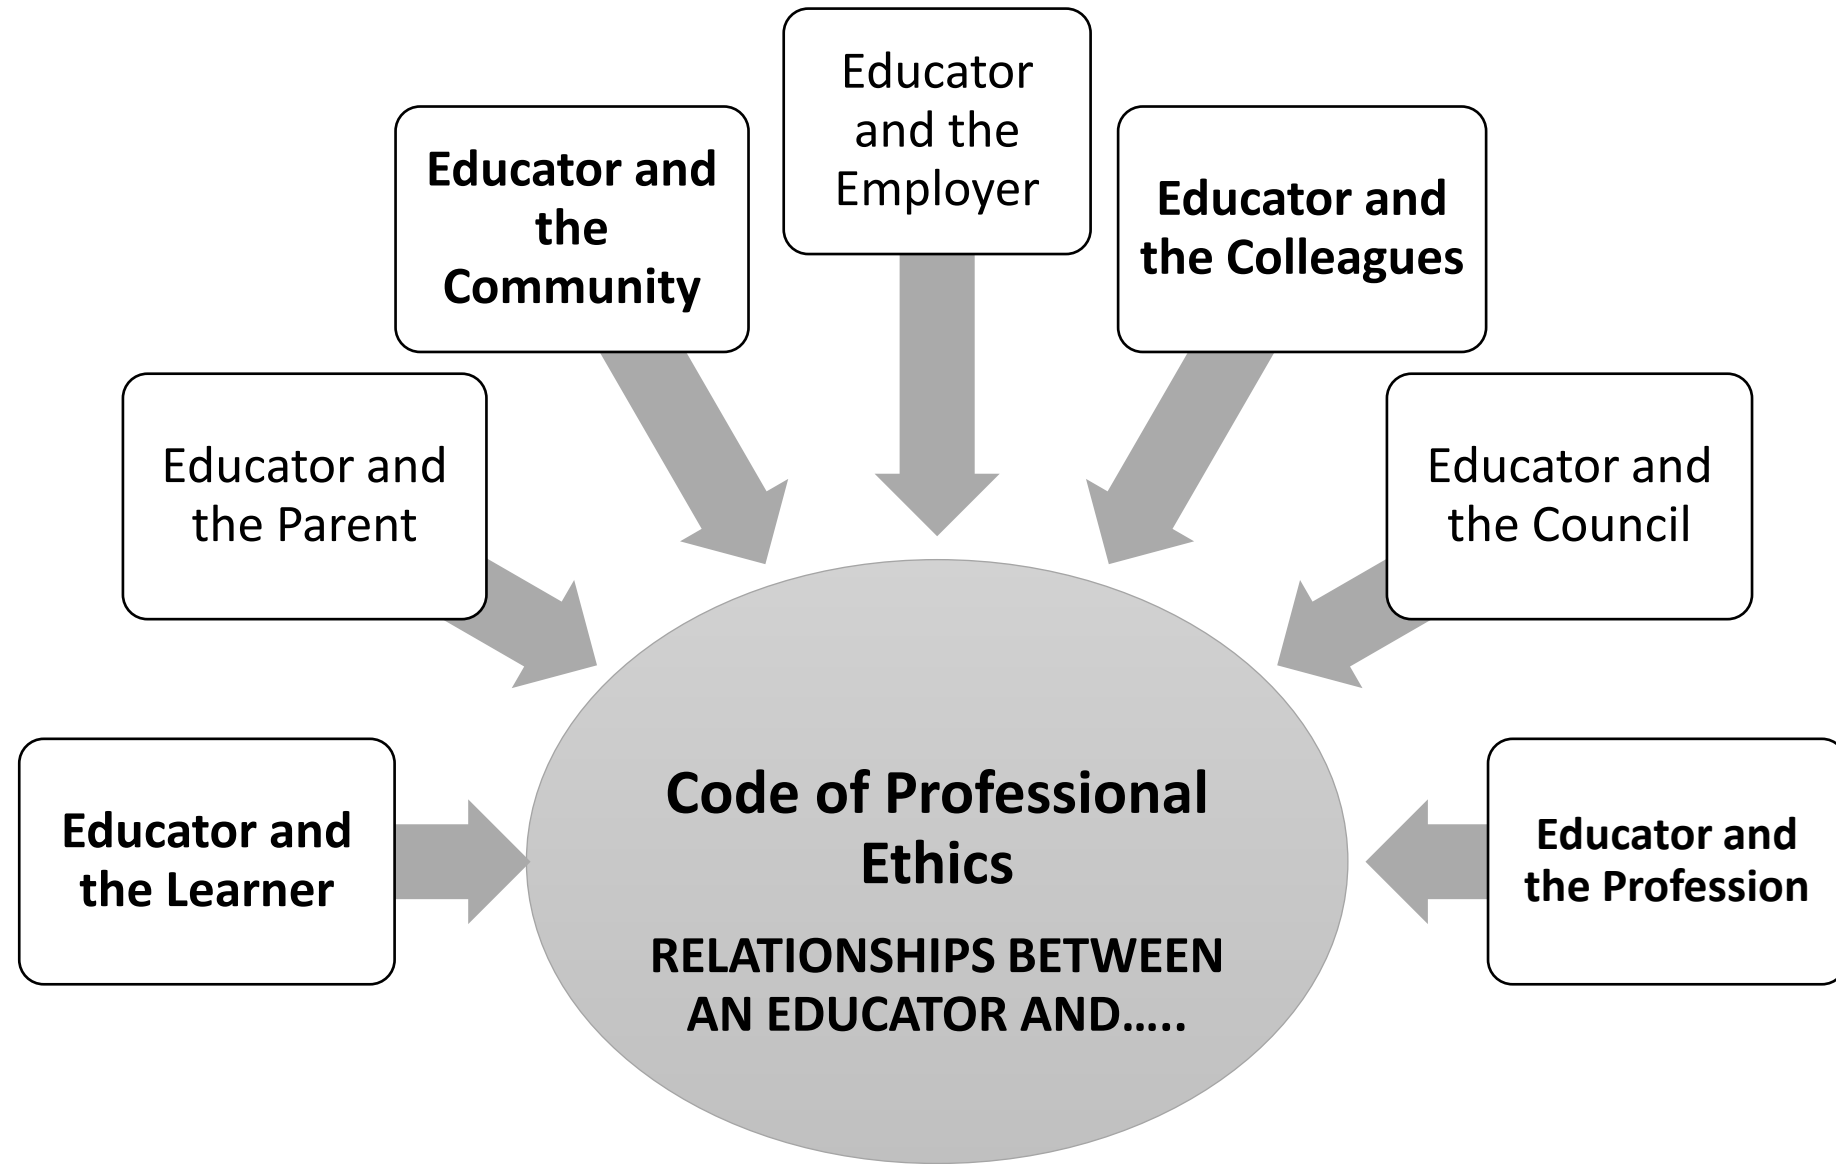 Educator
and the
Employer
Educator and
the
Community
Educator and
the Colleagues
Educator and
the Parent
Educator and
the Council
Educator and
the Learner
Code of Professional
Ethics
RELATIONSHIPS BETWEEN
AN EDUCATOR AND.....
Educator and
the Profession